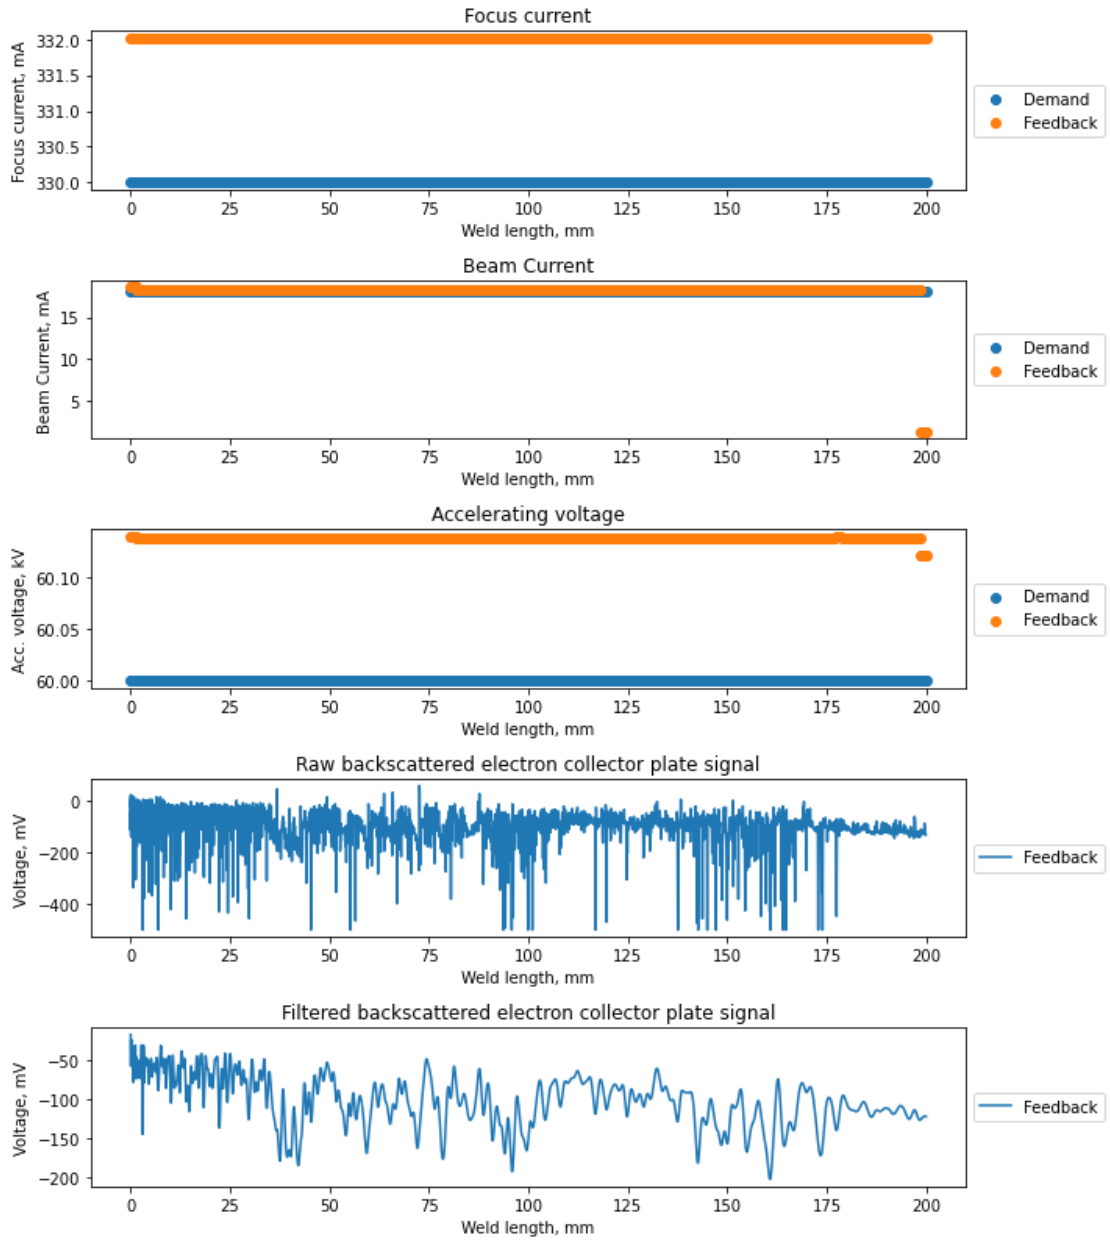 Focus current
Focus current, mA
332.0
331.5
331.0
330.5
330.0
0 25 50 75 100 125 150 175 200
Weld length, mm
Demand
Feedback
Beam Current
Beam Current, mA
15
10
5
0 25 50 75 100 125 150 175 200
Weld length, mm
Demand
Feedback
Accelerating voltage
Acc. voltage, kV
60.10
60.05
60.00
0 25 50 75 100 125 150 175 200
Weld length, mm
Demand
Feedback
Raw backscattered electron collector plate signal
Voltage, mV
0
−200
−400
0 25 50 75 100 125 150 175 200
Weld length, mm
Feedback
Filtered backscattered electron collector plate signal
Voltage, mV
−50
−100
−150
−200
0 25 50 75 100 125 150 175 200
Weld length, mm
Feedback